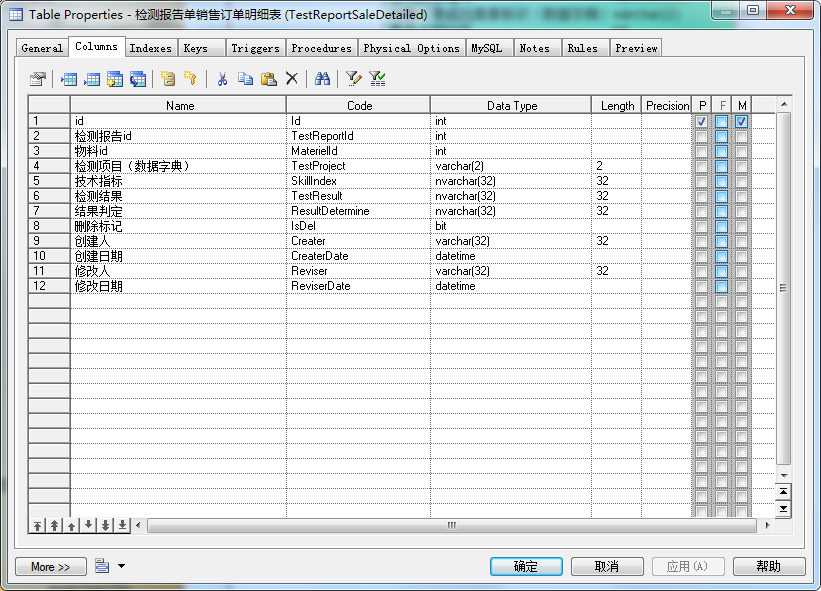 Table Properties - 检测报告单销售订单明细表 (TestReportSaleDetailed)
General Columns Indexes Keys Triggers Procedures Physical Options MySQL Notes Rules Preview
Name Code Data Type Length Precision P F M
1 id Id int
2 检测报告id TestReportId int
3 物料id MaterielId int
4 检测项目（数据字典） TestProject varchar(2) 2
5 技术指标 SkillIndex nvarchar(32) 32
6 检测结果 TestResult nvarchar(32) 32
7 结果判定 ResultDetermine nvarchar(32) 32
8 删除标记 IsDel bit
9 创建人 Creater varchar(32) 32
10 创建日期 CreaterDate datetime
11 修改人 Reviser varchar(32) 32
12 修改日期 ReviserDate datetime
More >> 确定 取消 应用(A) 帮助